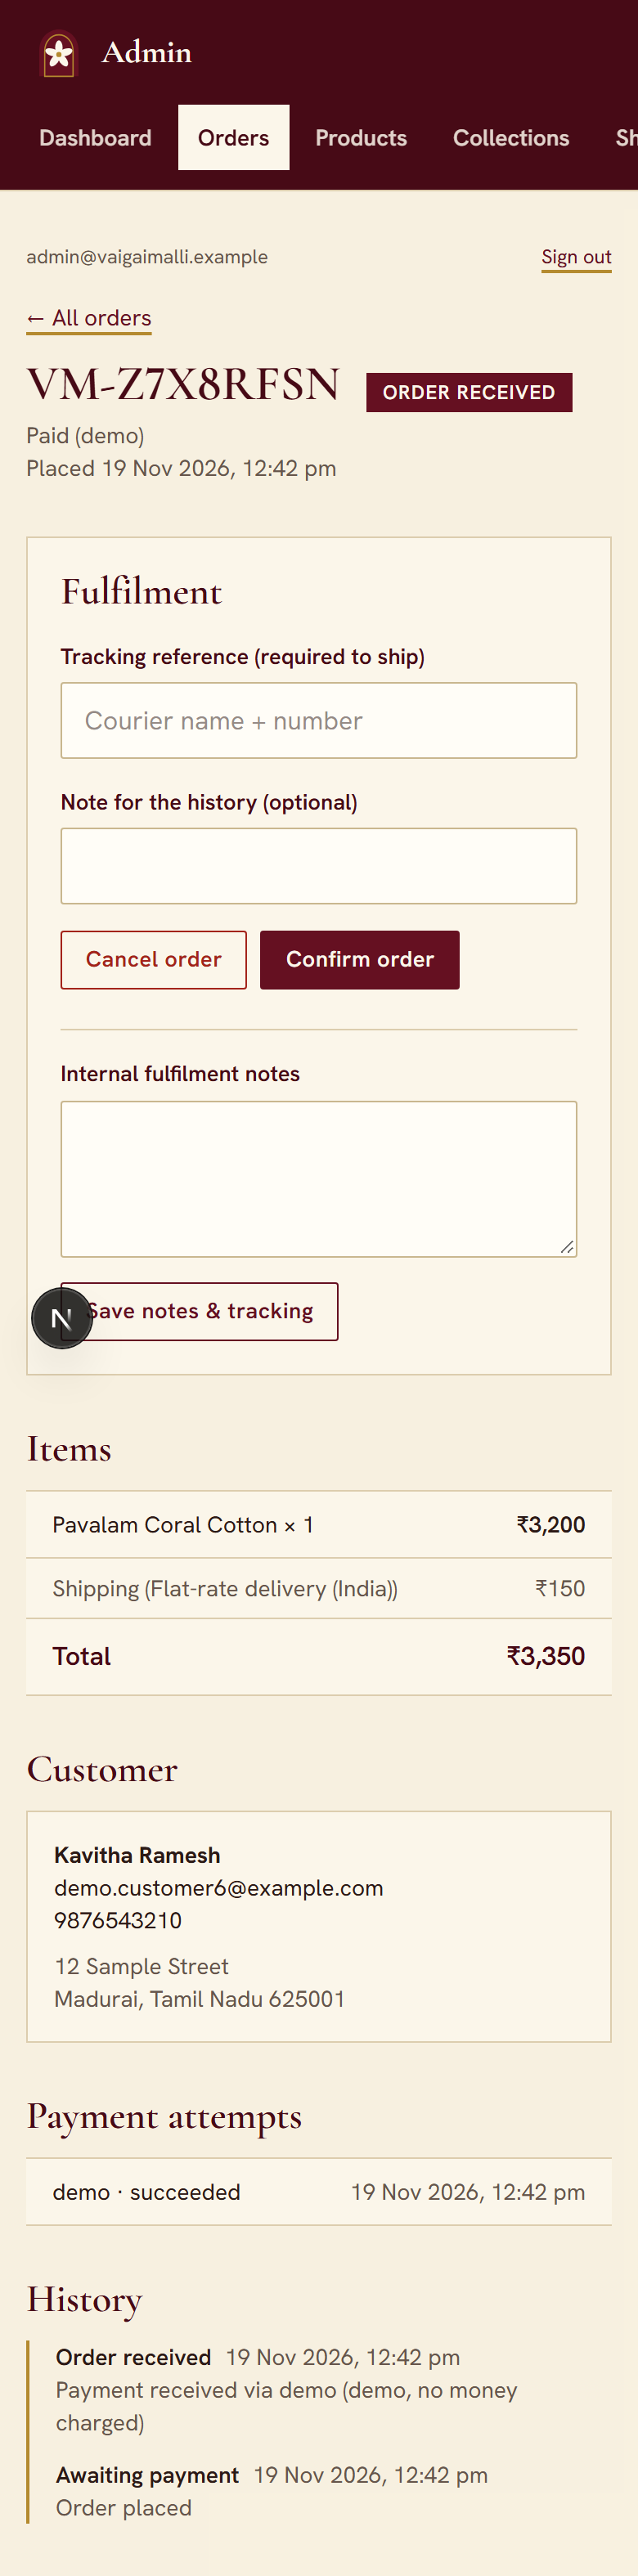 Admin
Dashboard Orders Products Collections Sh
admin@vaigaimalli.example Sign out
← All orders
VM-Z7X8RFSN ORDER RECEIVED
Paid (demo)
Placed 19 Nov 2026, 12:42 pm
Fulfilment
Tracking reference (required to ship)
Courier name + number
Note for the history (optional)
Cancel order Confirm order
Internal fulfilment notes
N Save notes & tracking
Items
Pavalam Coral Cotton × 1 ₹3,200
Shipping (Flat-rate delivery (India)) ₹150
Total ₹3,350
Customer
Kavitha Ramesh
demo.customer6@example.com
9876543210
12 Sample Street
Madurai, Tamil Nadu 625001
Payment attempts
demo · succeeded 19 Nov 2026, 12:42 pm
History
Order received 19 Nov 2026, 12:42 pm
Payment received via demo (demo, no money
charged)
Awaiting payment 19 Nov 2026, 12:42 pm
Order placed